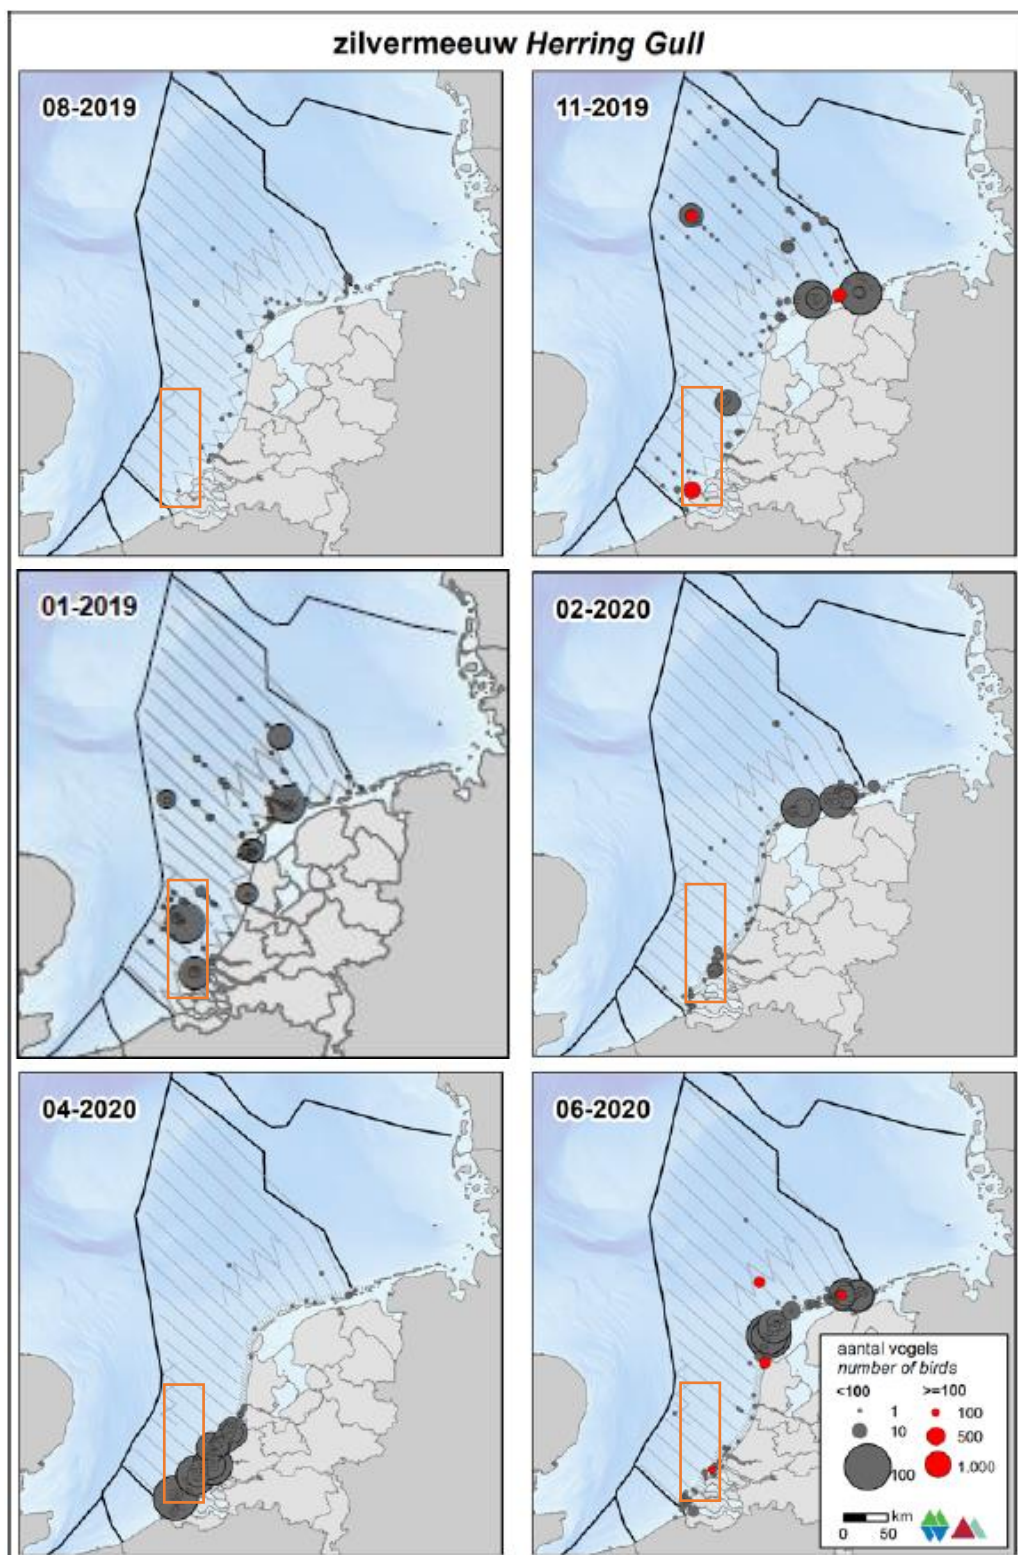 zilvermeeuw Herring Gull
08-2019
11-2019
01-2019
02-2020
04-2020
06-2020
aantal vogels
number of birds
<100 >=100
1 100
10 500
100 1.000
km
0 50